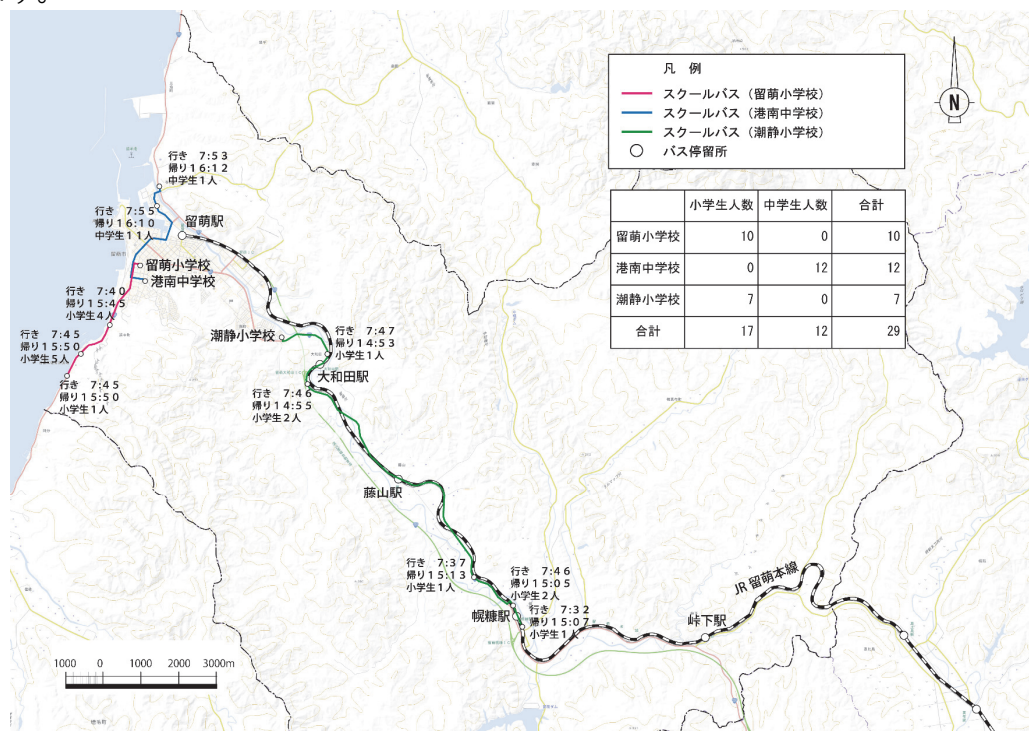 す。
凡 例
スクールバス（留萌小学校）
スクールバス（港南中学校）
スクールバス（潮静小学校）
バス停留所
N
小学生人数 中学生人数 合計
留萌小学校 10 0 10
港南中学校 0 12 12
潮静小学校 7 0 7
合計 17 12 29
行き 7:53
帰り16:12
中学生1人
行き 7:55
帰り16:10
中学生11人
留萌駅
留萌小学校
港南中学校
行き 7:40
帰り15:45
小学生4人
行き 7:45
帰り15:50
小学生5人
行き 7:45
帰り15:50
小学生1人
潮静小学校
行き 7:47
帰り14:53
小学生1人
大和田駅
行き 7:46
帰り14:55
小学生2人
藤山駅
行き 7:37
帰り15:13
小学生1人
行き 7:46
帰り15:05
小学生2人
幌糠駅
行き 7:32
帰り15:07
小学生1人
峠下駅
JR 留萌本線
1000 0 1000 2000 3000m